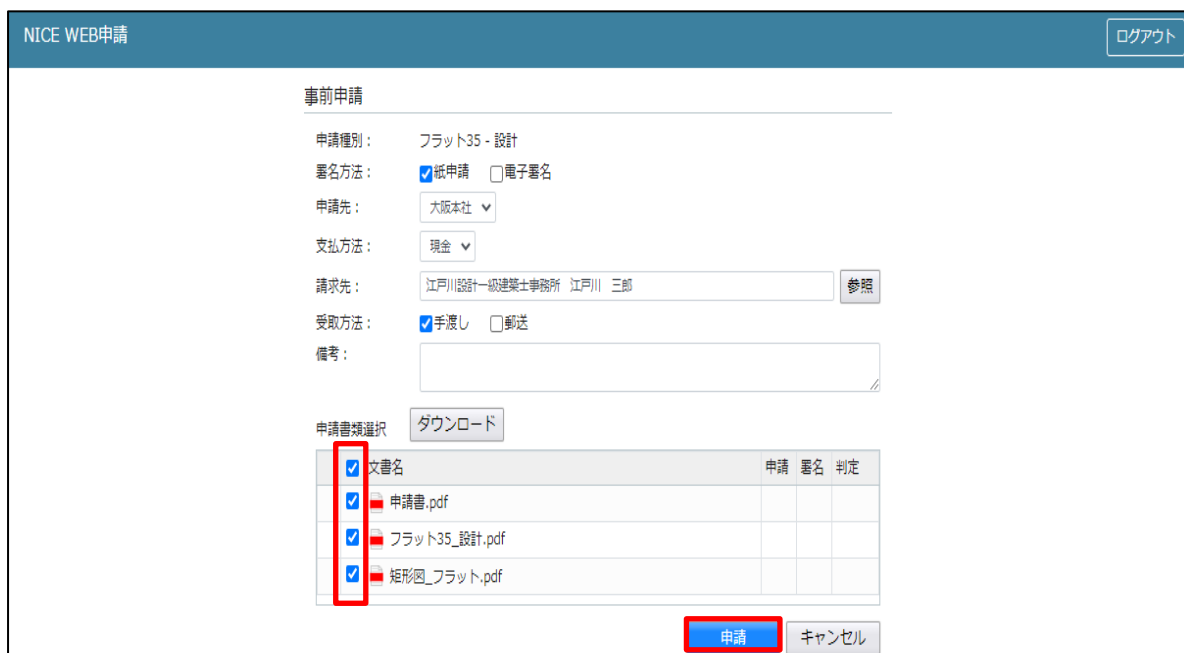 NICE WEB申請
ログアウト
事前申請
申請種別： フラット35 - 設計
署名方法： 紙申請 電子署名
申請先： 大阪本社
支払方法： 現金
請求先： 江戸川設計一級建築士事務所 江戸川 三郎 参照
受取方法： 手渡し 郵送
備考：
申請書類選択 ダウンロード
文書名 申請 署名 判定
申請書.pdf
フラット35_設計.pdf
矩形図_フラット.pdf
申請 キャンセル